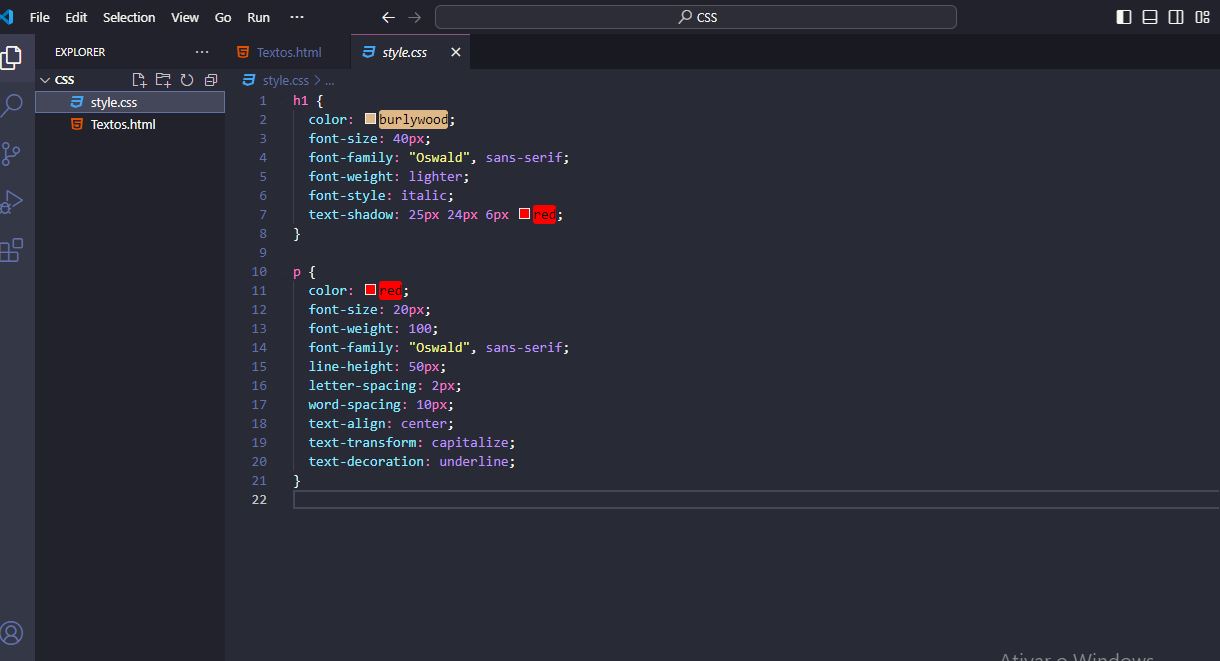 File Edit Selection View Go Run ··· CSS
EXPLORER ··· Textos.html style.css
CSS style.css > ...
style.css
Textos.html
1 h1 {
2 color: burlywood;
3 font-size: 40px;
4 font-family: "Oswald", sans-serif;
5 font-weight: lighter;
6 font-style: italic;
7 text-shadow: 25px 24px 6px red;
8 }
9
10 p {
11 color: red;
12 font-size: 20px;
13 font-weight: 100;
14 font-family: "Oswald", sans-serif;
15 line-height: 50px;
16 letter-spacing: 2px;
17 word-spacing: 10px;
18 text-align: center;
19 text-transform: capitalize;
20 text-decoration: underline;
21 }
22
Ativar o Windows